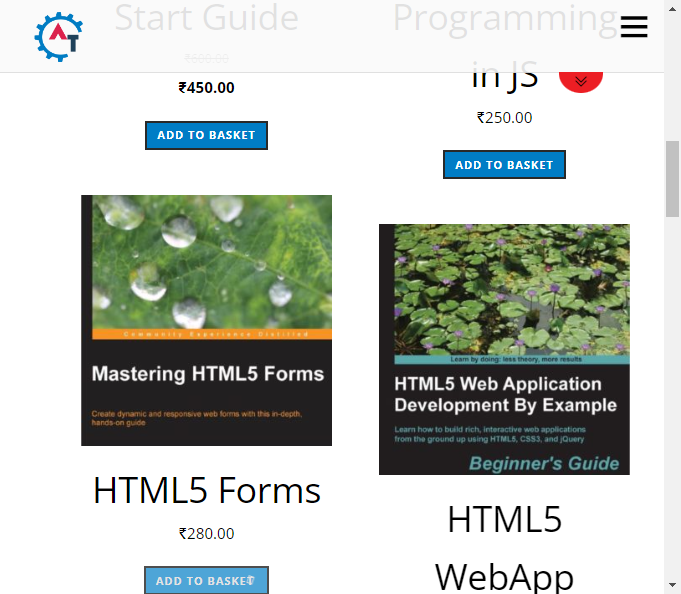 AT
Start Guide
₹600.00
₹450.00
ADD TO BASKET
Programming
in JS
₹250.00
ADD TO BASKET
Community Experience Distilled
Mastering HTML5 Forms
Create dynamic and responsive web forms with this in-depth,
hands-on guide
HTML5 Forms
₹280.00
ADD TO BASKET
Learn by doing: less theory, more results
HTML5 Web Application
Development By Example
Learn how to build rich, interactive web applications
from the ground up using HTML5, CSS3, and jQuery
Beginner's Guide
HTML5
WebApp